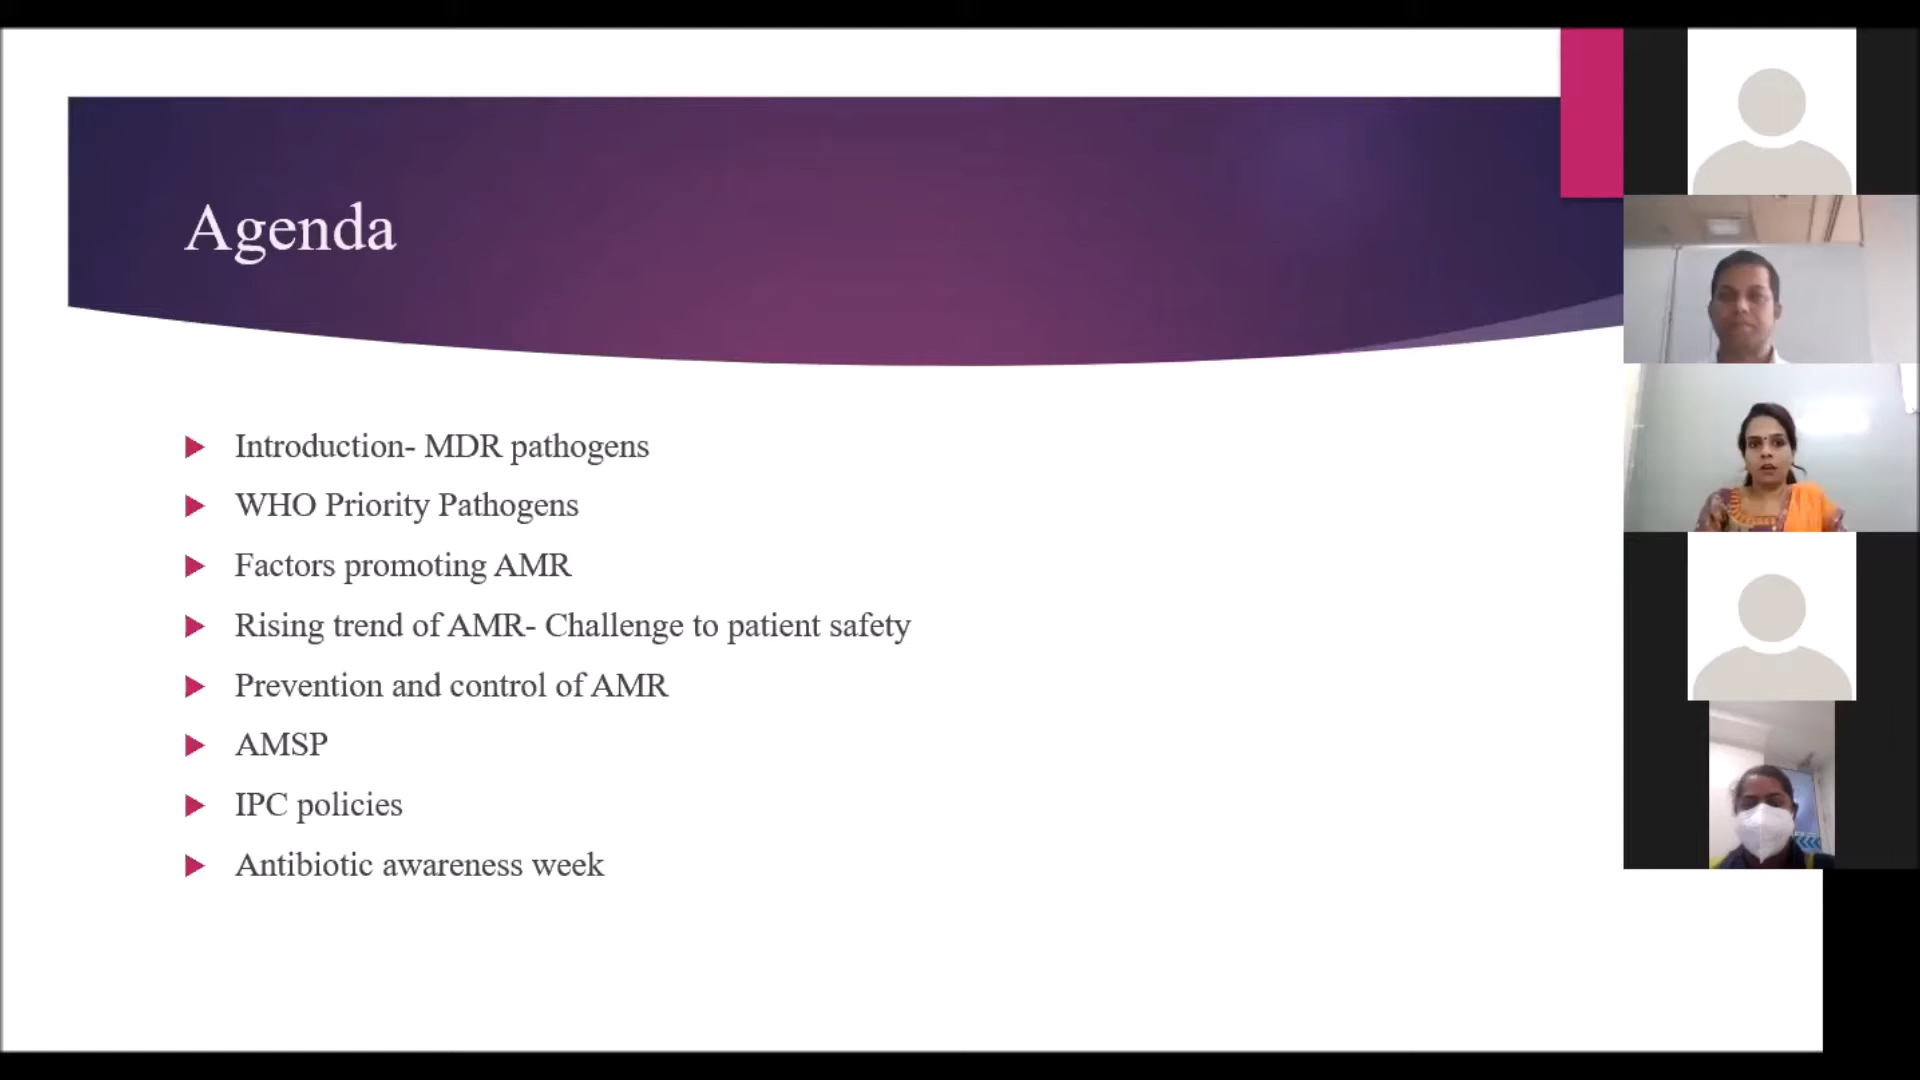 Agenda
Introduction- MDR pathogens
WHO Priority Pathogens
Factors promoting AMR
Rising trend of AMR- Challenge to patient safety
Prevention and control of AMR
AMSP
IPC policies
Antibiotic awareness week